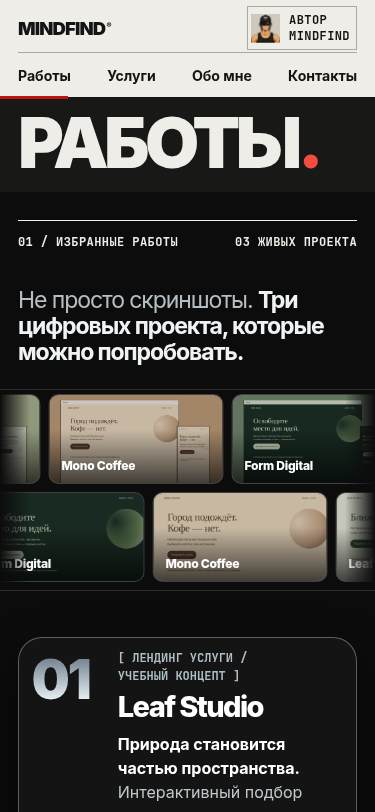 MINDFIND®
АВТОР
MINDFIND
Работы
Услуги
Обо мне
Контакты
РАБОТЫ.
01 / ИЗБРАННЫЕ РАБОТЫ
03 ЖИВЫХ ПРОЕКТА
Не просто скриншоты. Три
цифровых проекта, которые
можно попробовать.
Город подождёт.
Кофе — нет.
Mono Coffee
Освободите
место для идей.
Form Digital
m Digital
Город подождёт.
Кофе — нет.
Mono Coffee
Leaf
01
[ ЛЕНДИНГ УСЛУГИ /
УЧЕБНЫЙ КОНЦЕПТ ]
Leaf Studio
Природа становится
частью пространства.
Интерактивный подбор